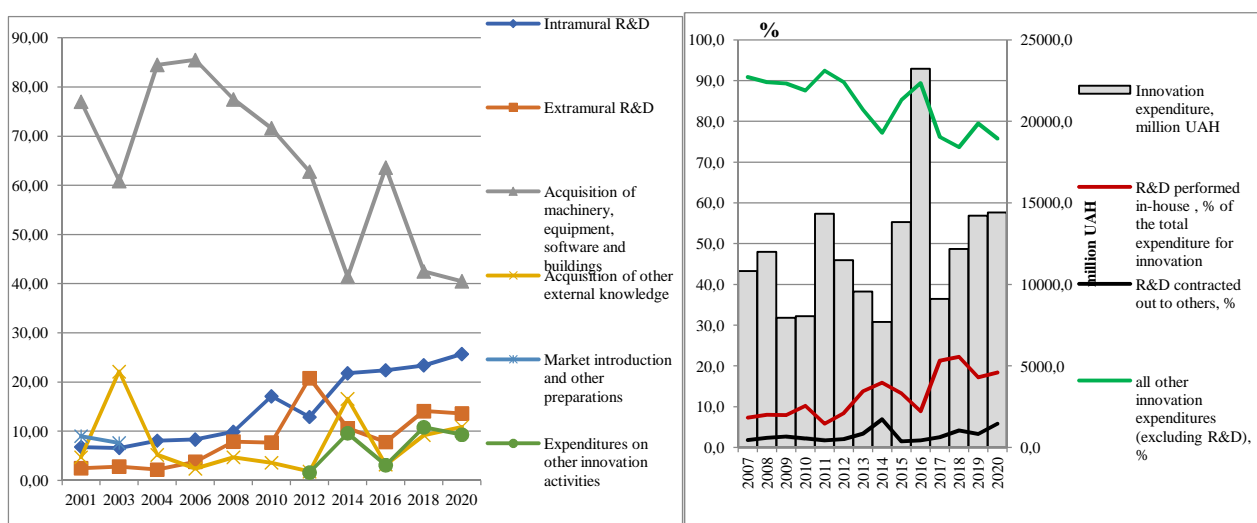 90,00
80,00
70,00
60,00
50,00
40,00
30,00
20,00
10,00
0,00
2001 2003 2004 2006 2008 2010 2012 2014 2016 2018 2020
Intramural R&D
Extramural R&D
Acquisition of
machinery,
equipment,
software and
buildings
Acquisition of other
external knowledge
Market introduction
and other
preparations
Expenditures on
other innovation
activities
%
100,0
90,0
80,0
70,0
60,0
50,0
40,0
30,0
20,0
10,0
0,0
25000,0
20000,0
15000,0
10000,0
5000,0
0,0
million UAH
2007
2008
2009
2010
2011
2012
2013
2014
2015
2016
2017
2018
2019
2020
Innovation
expenditure,
million UAH
R&D performed
in-house , % of
the total
expenditure for
innovation
R&D contracted
out to others, %
all other
innovation
expenditures
(excluding R&D),
%